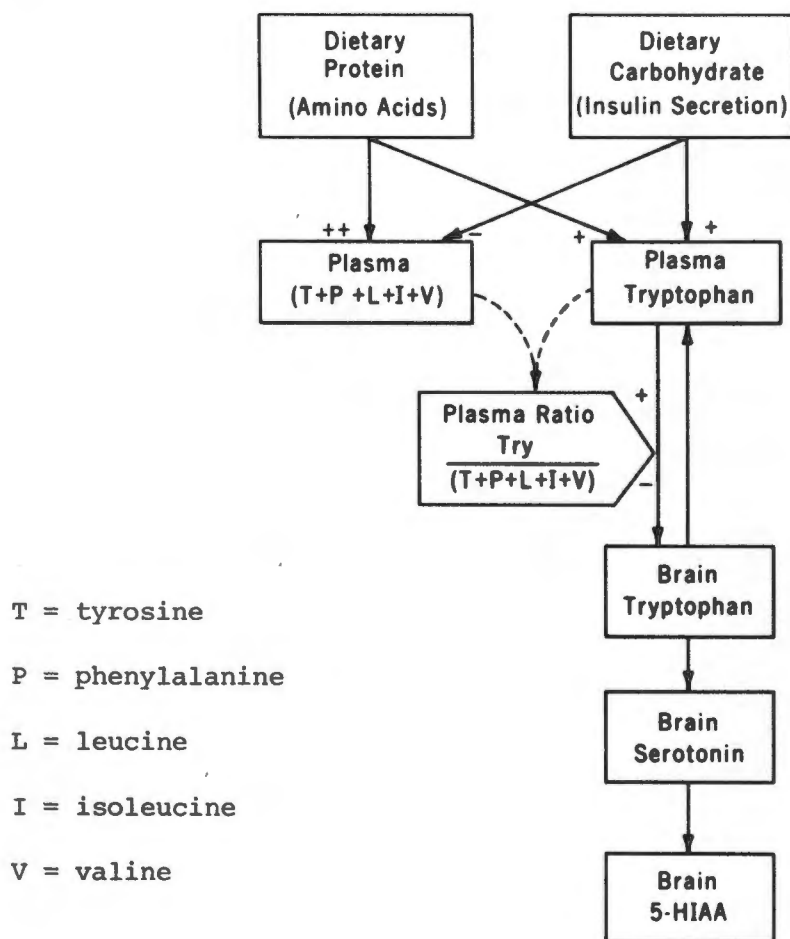 Dietary
Protein
(Amino Acids)
Dietary
Carbohydrate
(Insulin Secretion)
++
-
+
+
Plasma
(T+P +L+I+V)
Plasma
Tryptophan
Plasma Ratio
Try
(T+P+L+I+V)
+
-
Brain
Tryptophan
Brain
Serotonin
Brain
5-HIAA
T = tyrosine
P = phenylalanine
L = leucine
I = isoleucine
V = valine